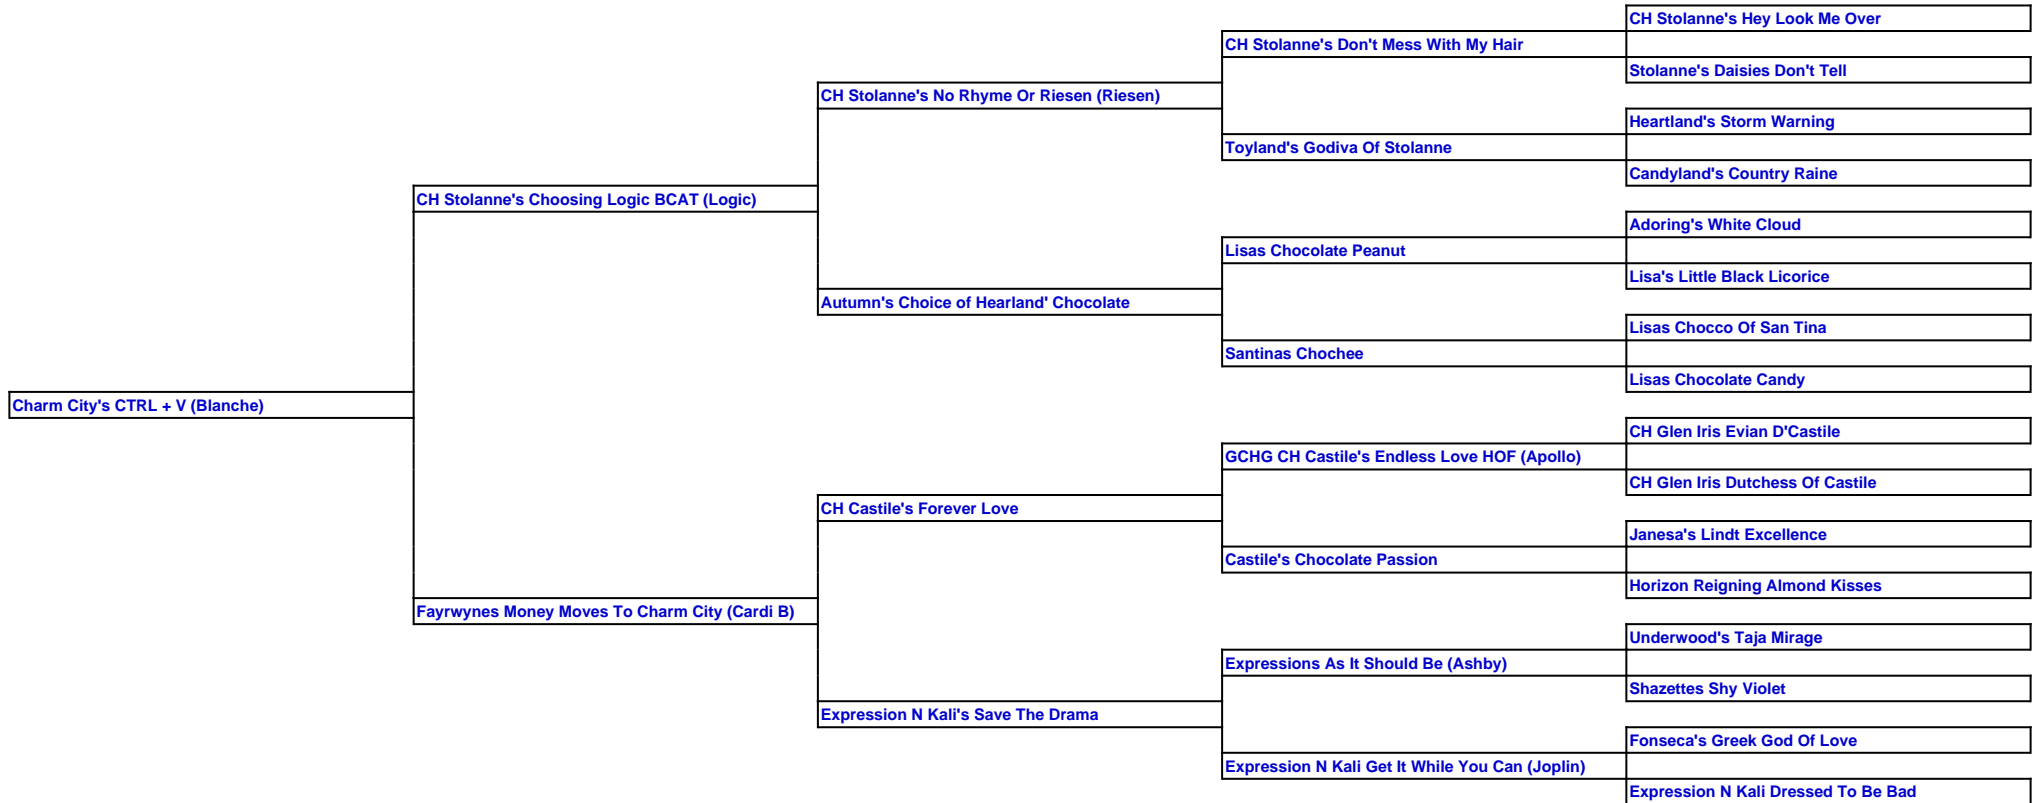 CH Stolanne's Hey Look Me Over
CH Stolanne's Don't Mess With My Hair
Stolanne's Daisies Don't Tell
CH Stolanne's No Rhyme Or Riesen (Riesen)
Heartland's Storm Warning
Toyland's Godiva Of Stolanne
Candyland's Country Raine
CH Stolanne's Choosing Logic BCAT (Logic)
Adoring's White Cloud
Lisas Chocolate Peanut
Lisa's Little Black Licorice
Autumn's Choice of Hearland' Chocolate
Lisas Chocco Of San Tina
Santinas Chochee
Lisas Chocolate Candy
Charm City's CTRL + V (Blanche)
CH Glen Iris Evian D'Castile
GCHG CH Castile's Endless Love HOF (Apollo)
CH Glen Iris Dutchess Of Castile
CH Castile's Forever Love
Janesa's Lindt Excellence
Castile's Chocolate Passion
Horizon Reigning Almond Kisses
Fayrwynes Money Moves To Charm City (Cardi B)
Underwood's Taja Mirage
Expressions As It Should Be (Ashby)
Shazettes Shy Violet
Expression N Kali's Save The Drama
Fonseca's Greek God Of Love
Expression N Kali Get It While You Can (Joplin)
Expression N Kali Dressed To Be Bad